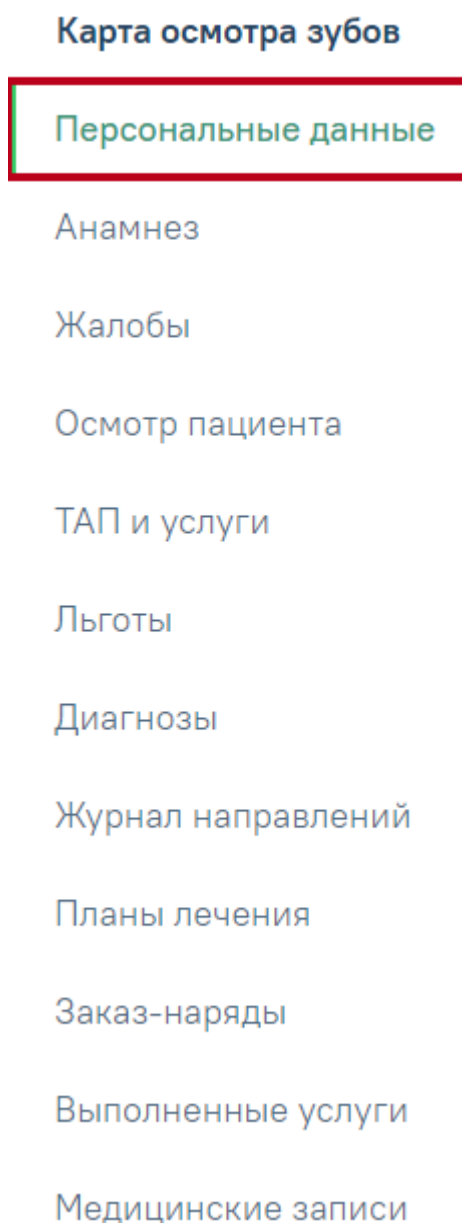 Карта осмотра зубов
Персональные данные
Анамнез
Жалобы
Осмотр пациента
ТАП и услуги
Льготы
Диагнозы
Журнал направлений
Планы лечения
Заказ-наряды
Выполненные услуги
Медицинские записи